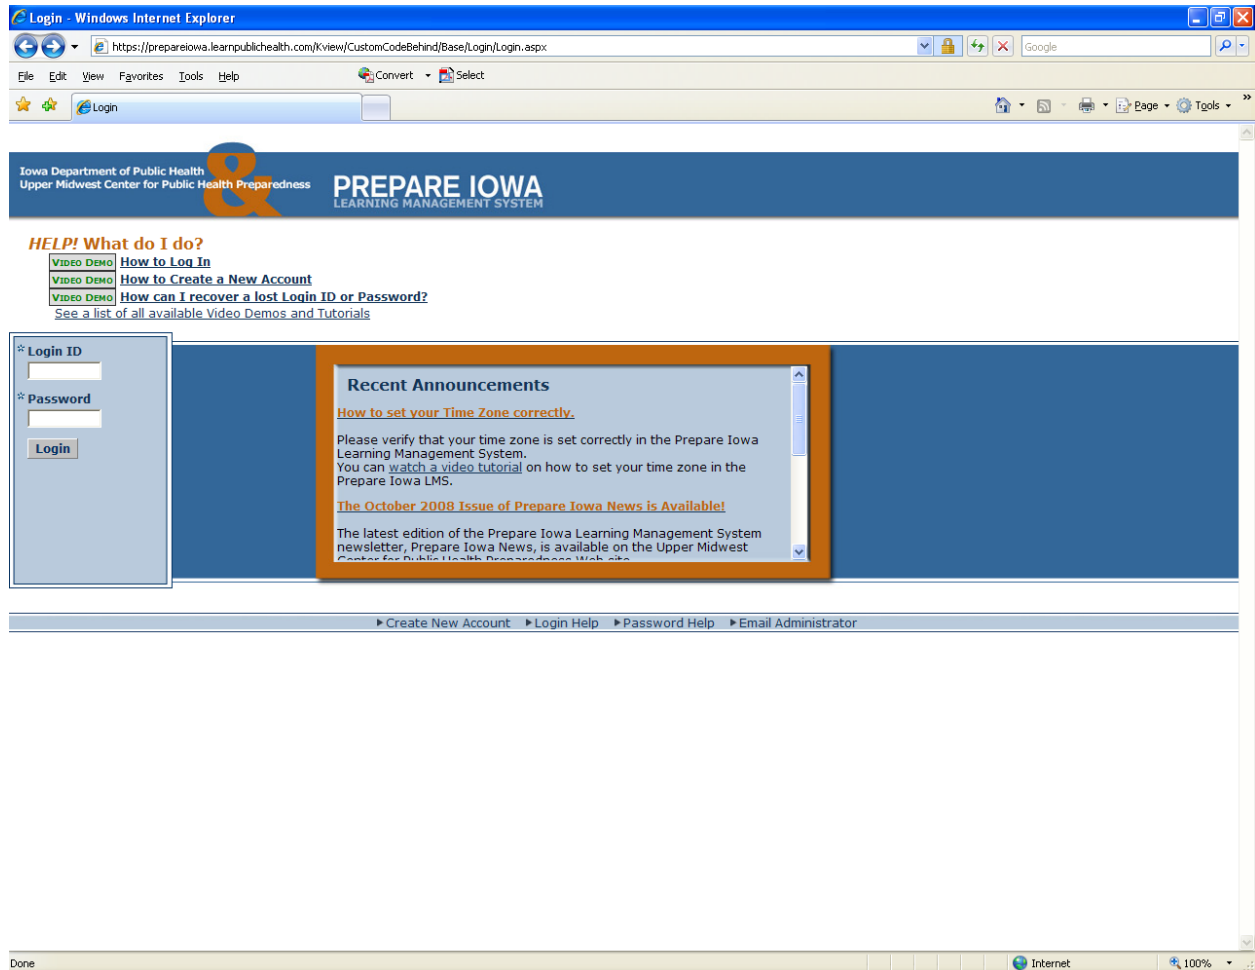 Login - Windows Internet Explorer
https://prepareiowa.learnpublichealth.com/Kview/CustomCodeBehind/Base/Login/Login.aspx
Google
File Edit View Favorites Tools Help
Convert Select
Login
Page Tools »
Iowa Department of Public Health
Upper Midwest Center for Public Health Preparedness
&
PREPARE IOWA
LEARNING MANAGEMENT SYSTEM
HELP! What do I do?
VIDEO DEMO How to Log In
VIDEO DEMO How to Create a New Account
VIDEO DEMO How can I recover a lost Login ID or Password?
See a list of all available Video Demos and Tutorials
* Login ID
* Password
Login
Recent Announcements
How to set your Time Zone correctly.
Please verify that your time zone is set correctly in the Prepare Iowa
Learning Management System.
You can watch a video tutorial on how to set your time zone in the
Prepare Iowa LMS.
The October 2008 Issue of Prepare Iowa News is Available!
The latest edition of the Prepare Iowa Learning Management System
newsletter, Prepare Iowa News, is available on the Upper Midwest
Center for Public Health Preparedness Web site.
Create New Account Login Help Password Help Email Administrator
Done
Internet
100%